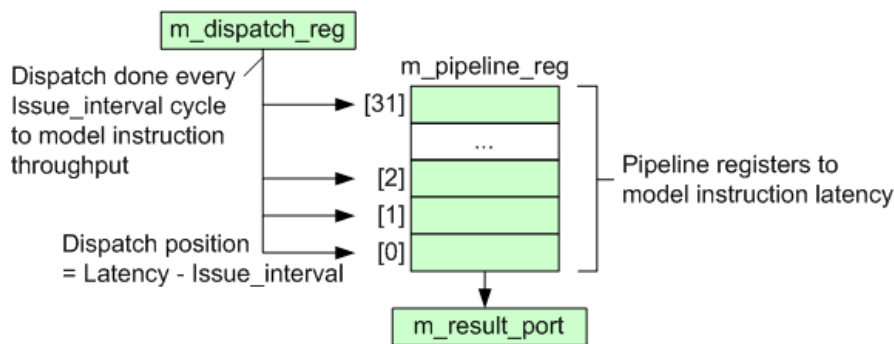 m_dispatch_reg
Dispatch done every
Issue_interval cycle
to model instruction
throughput
m_pipeline_reg
[31]
...
[2]
[1]
[0]
Pipeline registers to
model instruction latency
Dispatch position
= Latency - Issue_interval
m_result_port